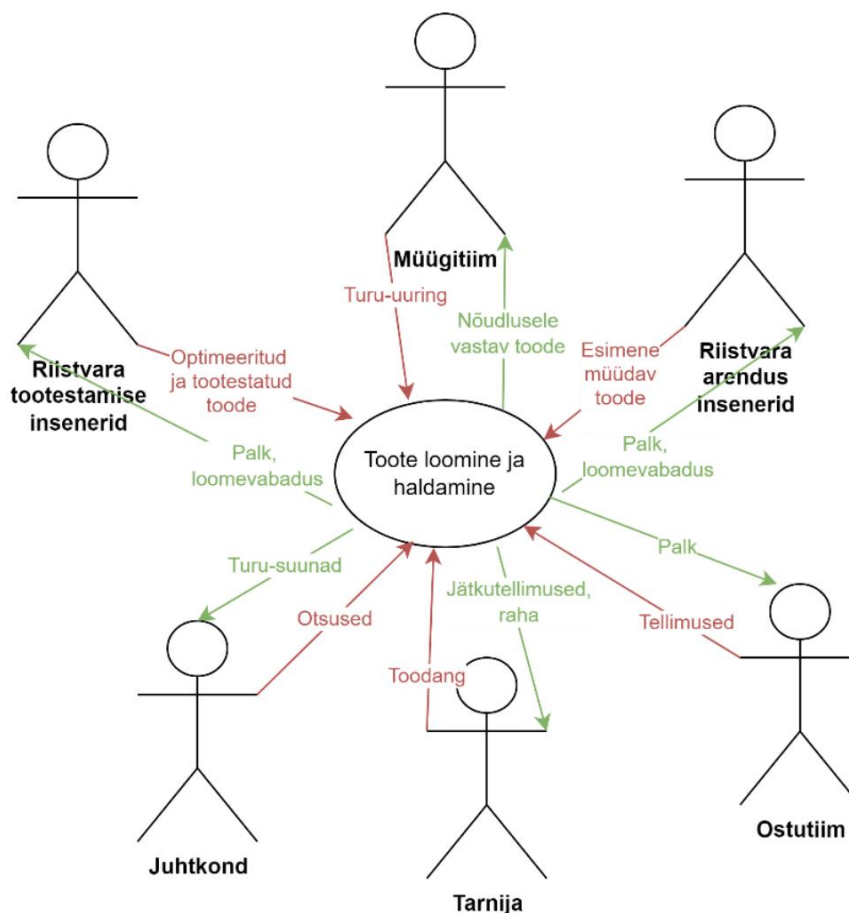 Müügitiim
Turu-uuring
Nõudlusele
vastav toode
Riistvara
tootestamise
insenerid
Optimeeritud
ja tootestatud
toode
Esimene
müüdav
toode
Riistvara
arendus
insenerid
Toote loomine ja
haldamine
Palk,
loomevabadus
Palk,
loomevabadus
Turu-suunad
Otsused
Toodang
Jätkutellimused,
raha
Palk
Tellimused
Juhtkond
Tarnija
Ostutiim